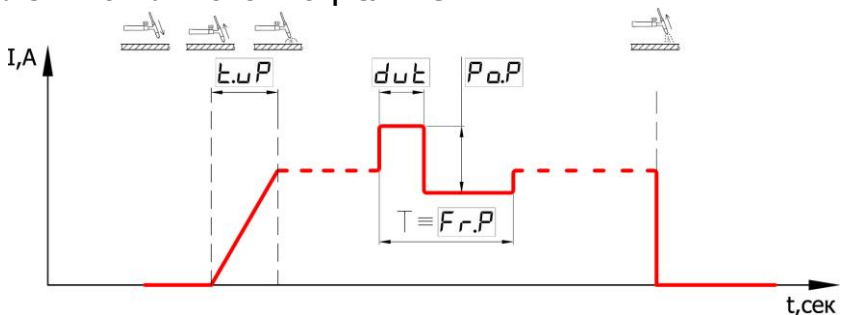 I,A
t.uP
dut
Po.P
T ≡ Fr.P
t,сек